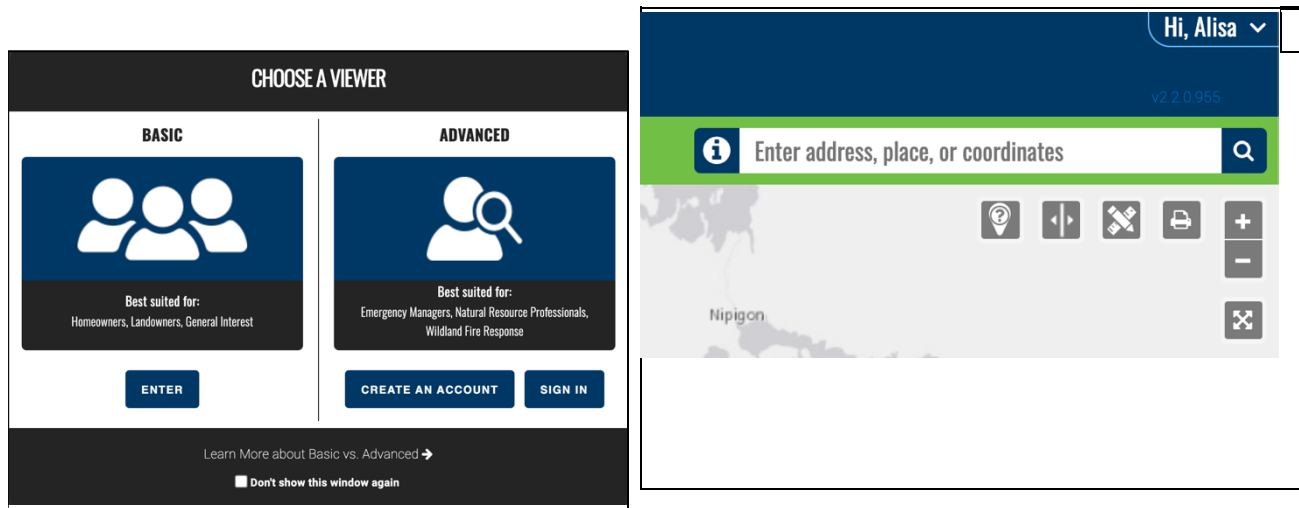 CHOOSE A VIEWER
BASIC
Best suited for:
Homeowners, Landowners, General Interest
ENTER
ADVANCED
Best suited for:
Emergency Managers, Natural Resource Professionals,
Wildland Fire Response
CREATE AN ACCOUNT
SIGN IN
Learn More about Basic vs. Advanced
Don't show this window again
Hi, Alisa
v2.2.0.955
Enter address, place, or coordinates
Nipigon